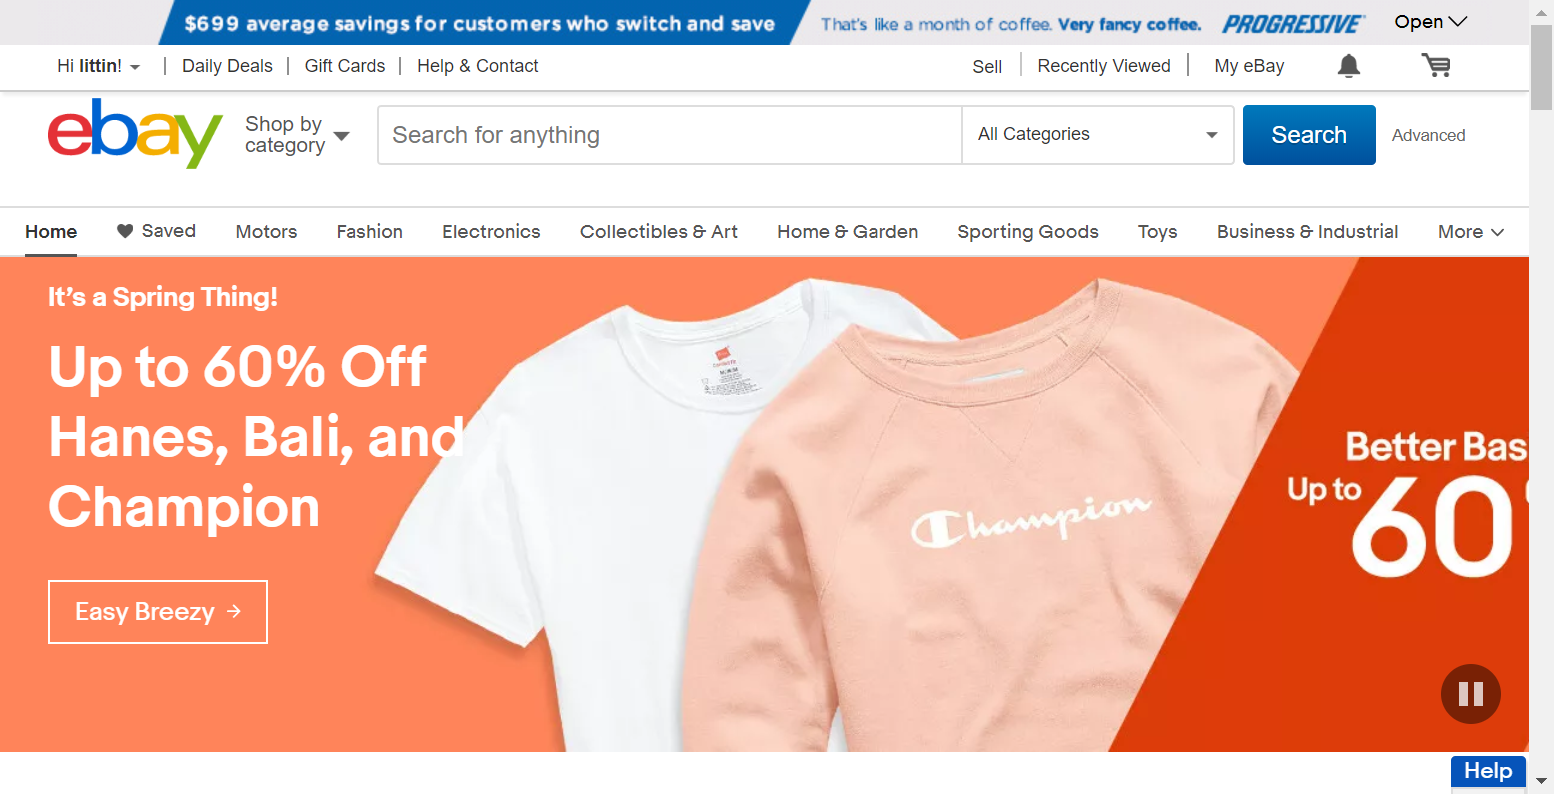 $699 average savings for customers who switch and save
That's like a month of coffee. Very fancy coffee.
PROGRESSIVE
Open
Hi littin!
Daily Deals
Gift Cards
Help & Contact
Sell
Recently Viewed
My eBay
ebay
Shop by
category
Search for anything
All Categories
Search
Advanced
Home
Saved
Motors
Fashion
Electronics
Collectibles & Art
Home & Garden
Sporting Goods
Toys
Business & Industrial
More
It's a Spring Thing!
Up to 60% Off
Hanes, Bali, and
Champion
Easy Breezy
Champion
Better Bas
Up to
60
Help